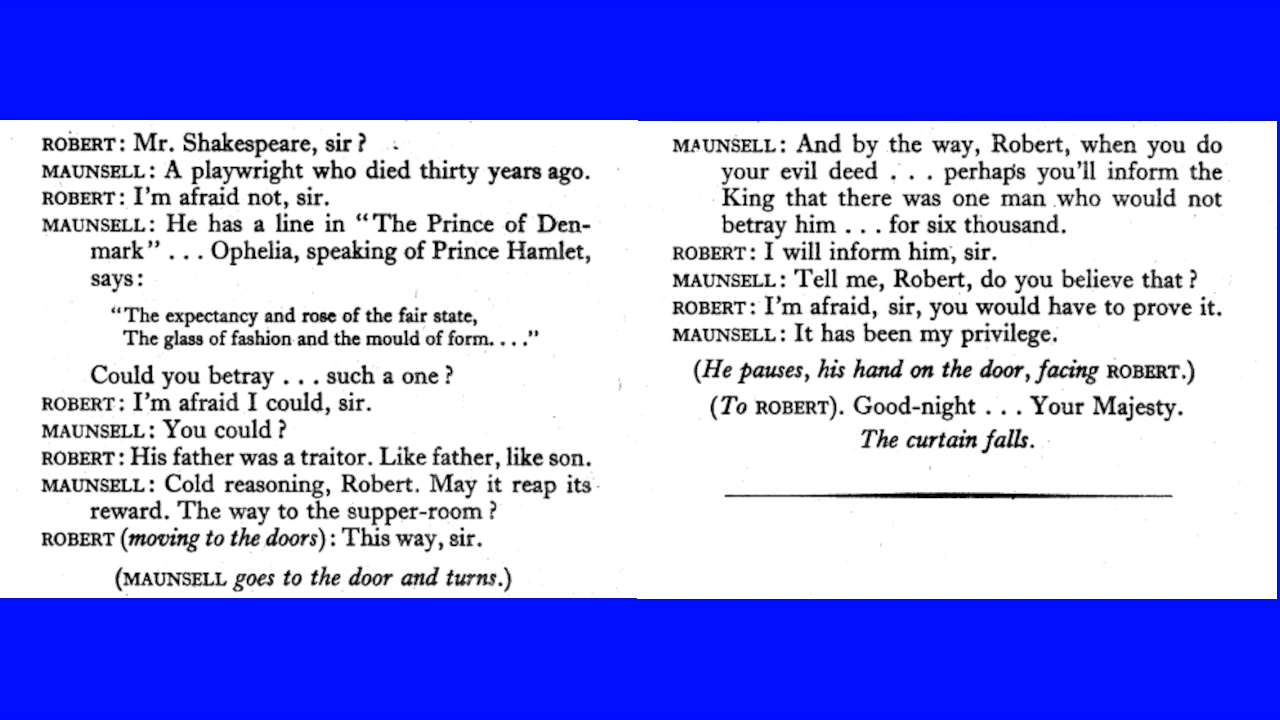 ROBERT: Mr. Shakespeare, sir?
MAUNSELL: A playwright who died thirty years ago.
ROBERT: I'm afraid not, sir.
MAUNSELL: He has a line in "The Prince of Den-
mark" . . . Ophelia, speaking of Prince Hamlet,
says:
"The expectancy and rose of the fair state,
The glass of fashion and the mould of form. . . ."
Could you betray . . . such a one?
ROBERT: I'm afraid I could, sir.
MAUNSELL: You could?
ROBERT: His father was a traitor. Like father, like son.
MAUNSELL: Cold reasoning, Robert. May it reap its
reward. The way to the supper-room?
ROBERT (moving to the doors): This way, sir.
(MAUNSELL goes to the door and turns.)
MAUNSELL: And by the way, Robert, when you do
your evil deed . . . perhaps you'll inform the
King that there was one man who would not
betray him . . . for six thousand.
ROBERT: I will inform him, sir.
MAUNSELL: Tell me, Robert, do you believe that?
ROBERT: I'm afraid, sir, you would have to prove it.
MAUNSELL: It has been my privilege.
(He pauses, his hand on the door, facing ROBERT.)
(To ROBERT). Good-night . . . Your Majesty.
The curtain falls.